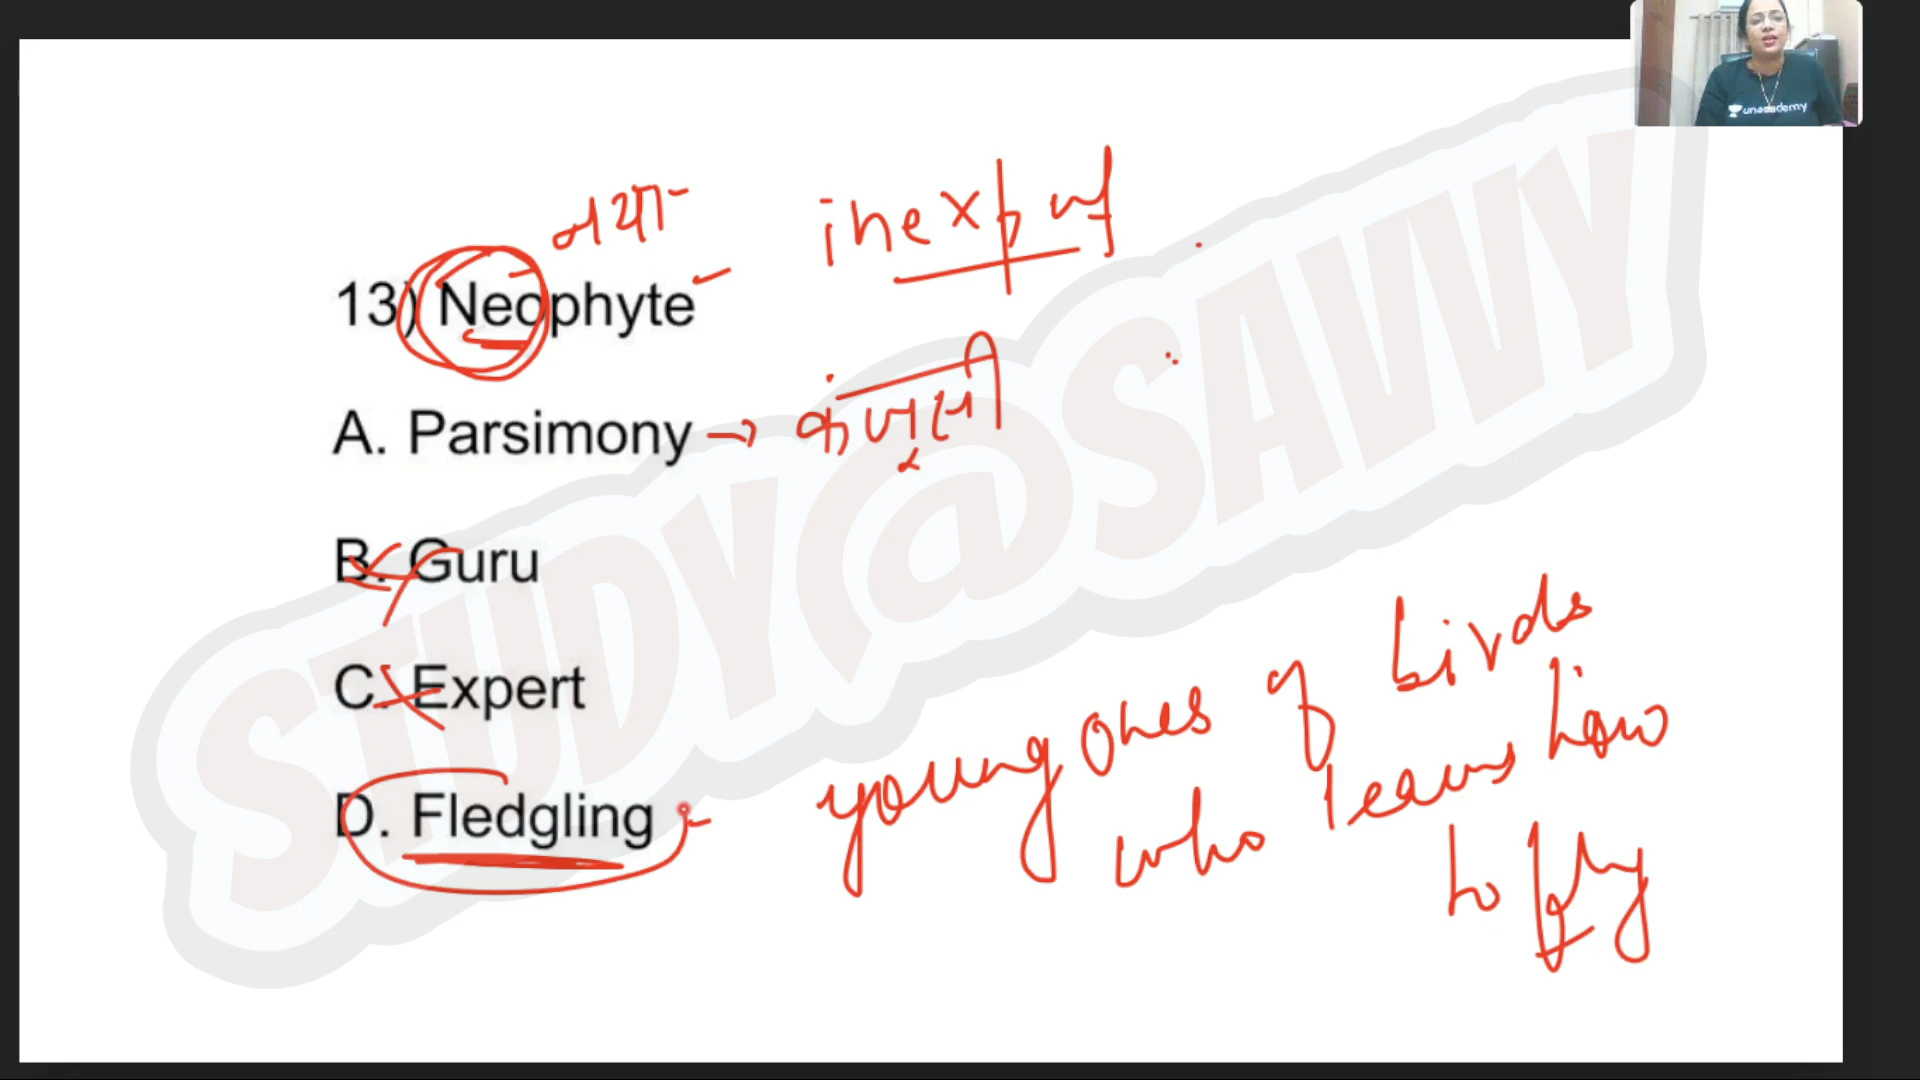 unacademy
नया
13) Neophyte
A. Parsimony → कंजूसी
B. Guru
C. Expert
D. Fledgling
young ones of birds
who learns how
to fly
STUDY@SAVVY